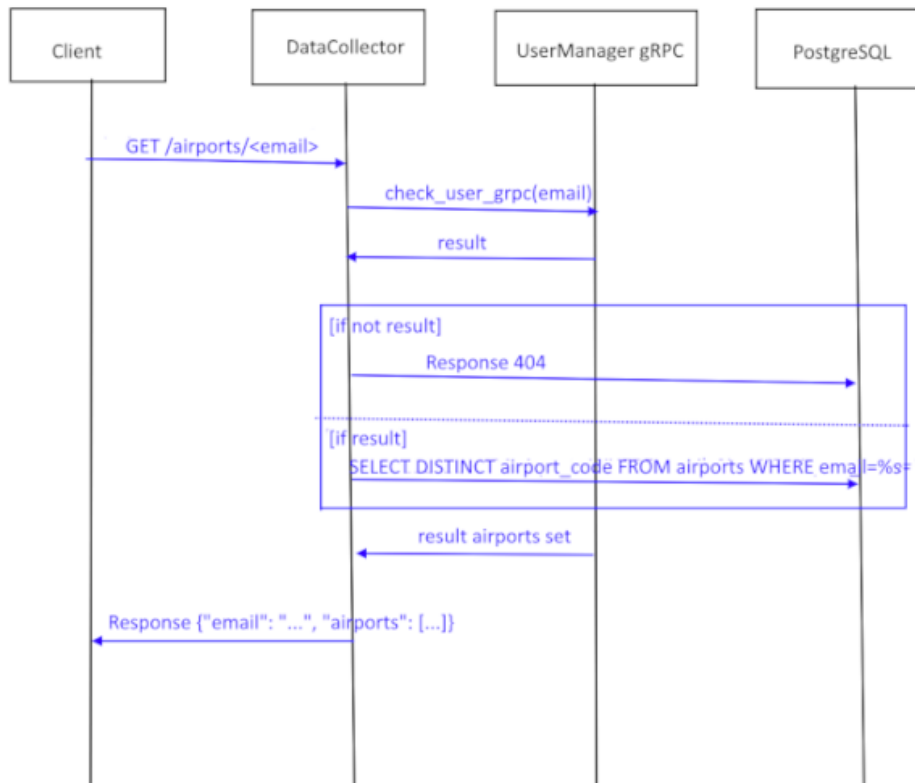 Client
DataCollector
UserManager gRPC
PostgreSQL
GET /airports/<email>
check_user_grpc(email)
result
[if not result]
Response 404
[if result]
SELECT DISTINCT airport_code FROM airports WHERE email=%s=
result airports set
Response {"email": "...", "airports": [...]}